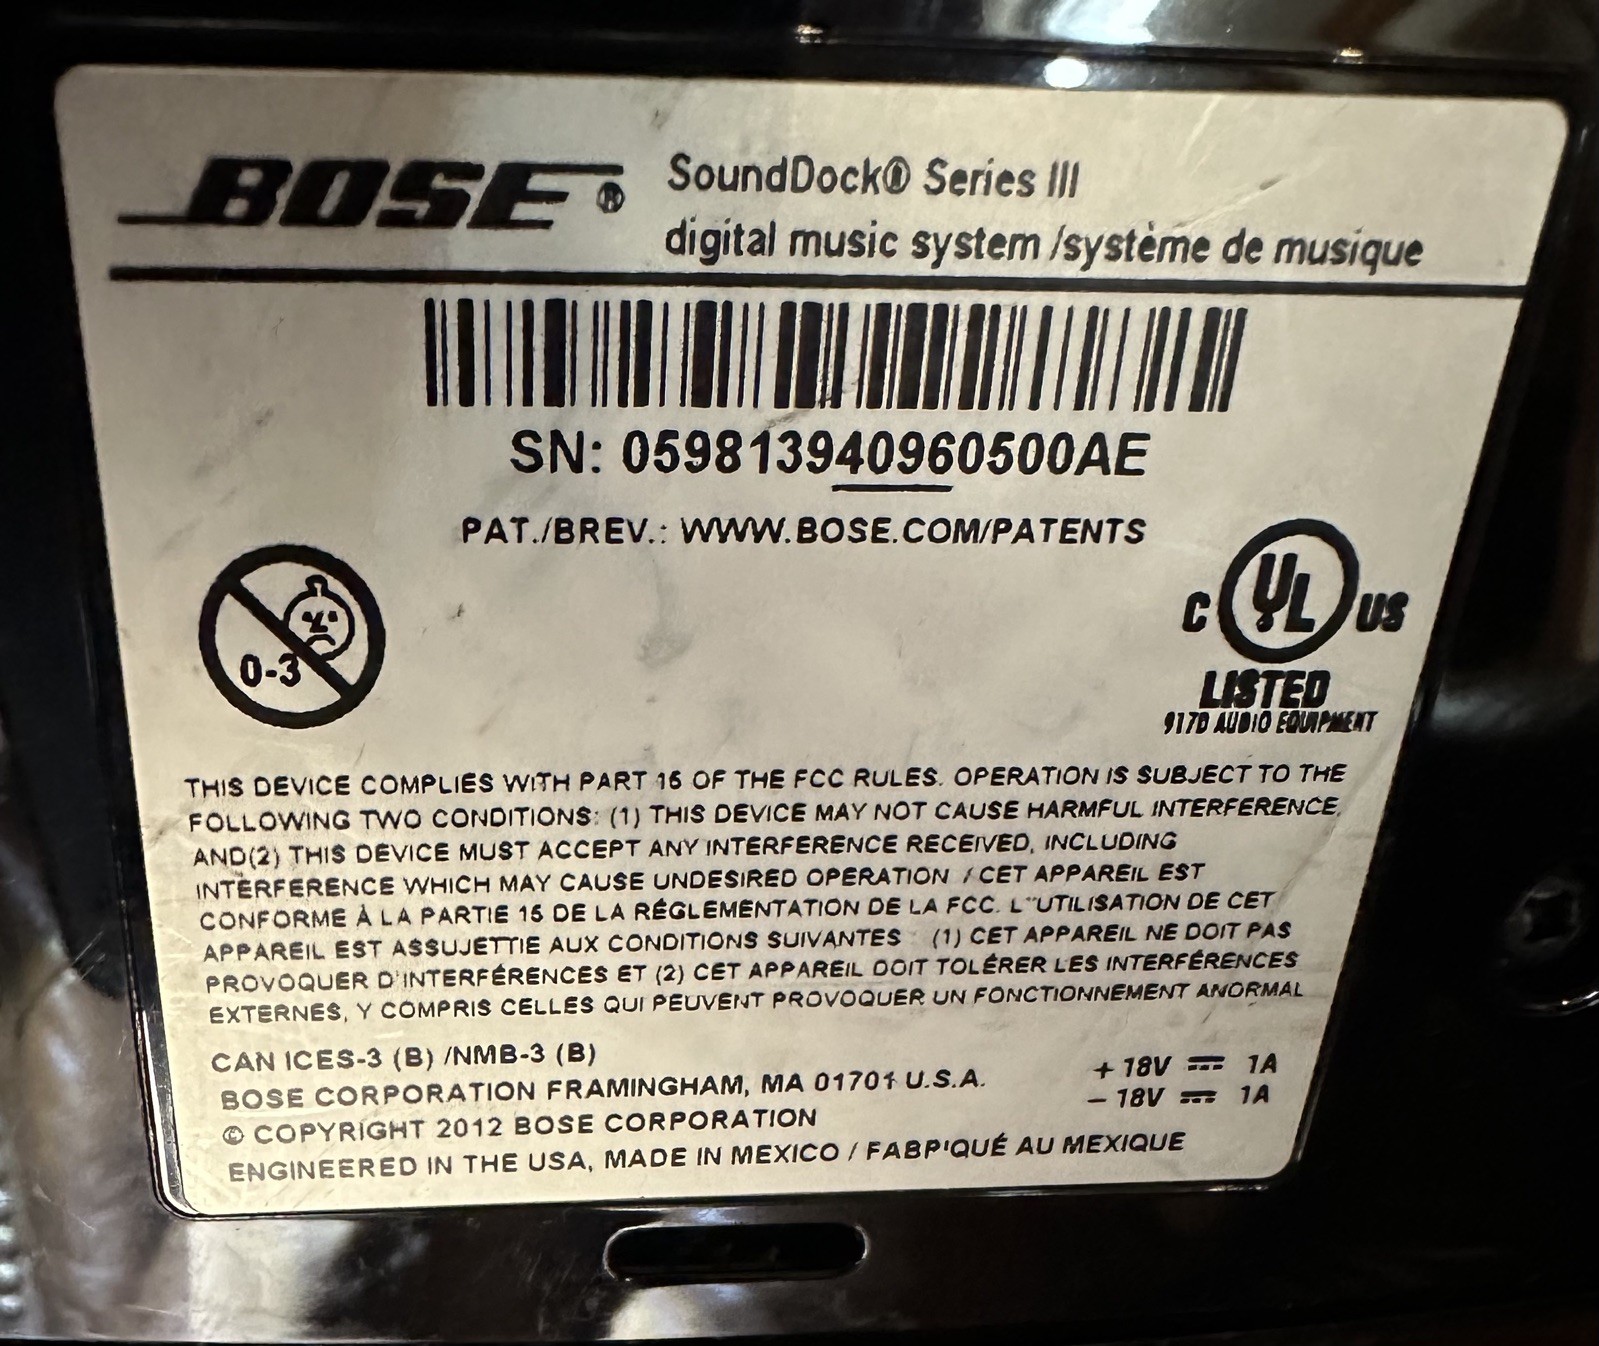 BOSE®
SoundDock® Series III
digital music system /système de musique
SN: 059813940960500AE
PAT./BREV.: WWW.BOSE.COM/PATENTS
0-3
C UL US
LISTED
917D AUDIO EQUIPMENT
THIS DEVICE COMPLIES WITH PART 15 OF THE FCC RULES. OPERATION IS SUBJECT TO THE
FOLLOWING TWO CONDITIONS: (1) THIS DEVICE MAY NOT CAUSE HARMFUL INTERFERENCE,
AND(2) THIS DEVICE MUST ACCEPT ANY INTERFERENCE RECEIVED, INCLUDING
INTERFERENCE WHICH MAY CAUSE UNDESIRED OPERATION / CET APPAREIL EST
CONFORME À LA PARTIE 15 DE LA RÉGLEMENTATION DE LA FCC. L'UTILISATION DE CET
APPAREIL EST ASSUJETTIE AUX CONDITIONS SUIVANTES (1) CET APPAREIL NE DOIT PAS
PROVOQUER D'INTERFÉRENCES ET (2) CET APPAREIL DOIT TOLÉRER LES INTERFÉRENCES
EXTERNES, Y COMPRIS CELLES QUI PEUVENT PROVOQUER UN FONCTIONNEMENT ANORMAL
CAN ICES-3 (B) /NMB-3 (B)
BOSE CORPORATION FRAMINGHAM, MA 01701 U.S.A.
© COPYRIGHT 2012 BOSE CORPORATION
ENGINEERED IN THE USA, MADE IN MEXICO / FABRIQUÉ AU MEXIQUE
+ 18V ⎓ 1A
– 18V ⎓ 1A